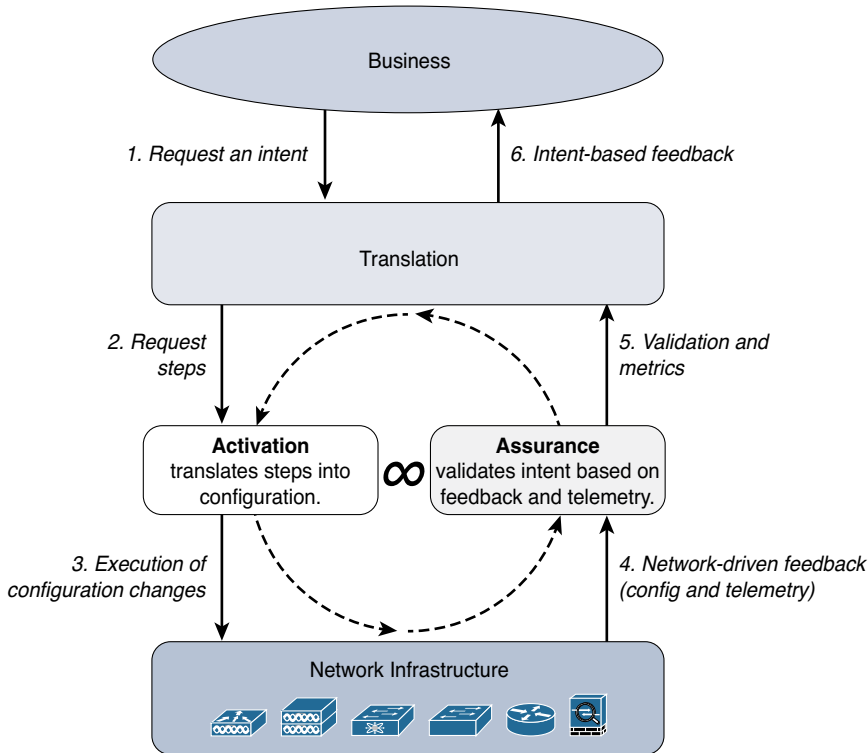 Business
1. Request an intent
6. Intent-based feedback
Translation
2. Request
steps
5. Validation and
metrics
Activation
translates steps into
configuration.
∞
Assurance
validates intent based on
feedback and telemetry.
3. Execution of
configuration changes
4. Network-driven feedback
(config and telemetry)
Network Infrastructure